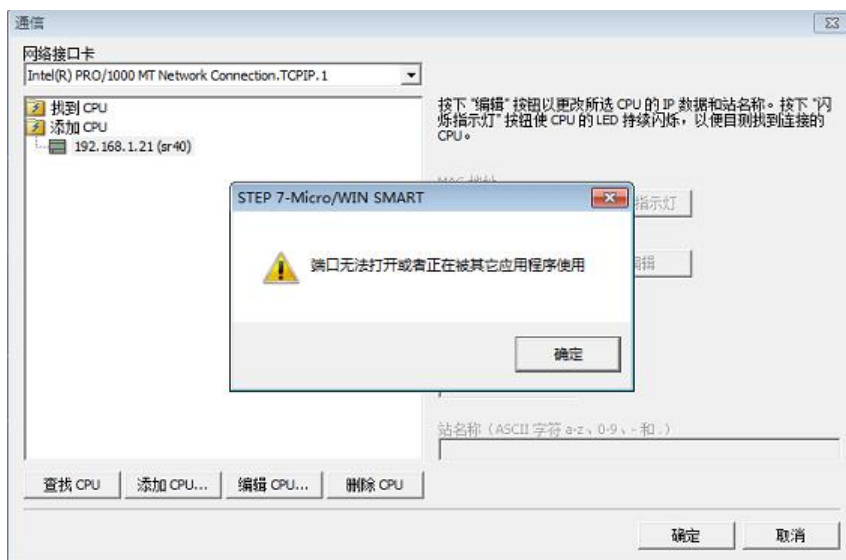 通信
网络接口卡
Intel(R) PRO/1000 MT Network Connection.TCPIP.1
找到 CPU
添加 CPU
192.168.1.21 (sr40)
按下 "编辑" 按钮以更改所选 CPU 的 IP 数据和站名称。按下 "闪
烁指示灯" 按钮使 CPU 的 LED 持续闪烁，以便目测找到连接的
CPU。
指示灯
STEP 7-Micro/WIN SMART
端口无法打开或者正在被其它应用程序使用
确定
站名称（ASCII 字符 a-z、0-9、- 和 .）
查找 CPU
添加 CPU...
编辑 CPU...
删除 CPU
确定
取消